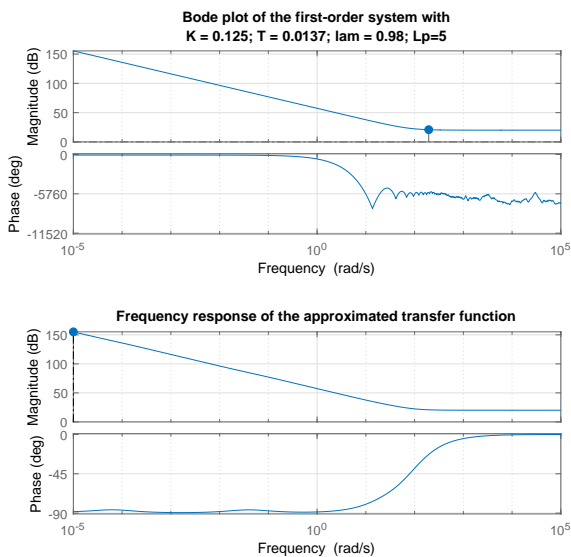 Bode plot of the first-order system with
K = 0.125; T = 0.0137; lam = 0.98; Lp=5
Magnitude (dB)
150
100
50
0
Phase (deg)
0
-5760
-11520
10^-5
10^0
10^5
Frequency (rad/s)
Frequency response of the approximated transfer function
Magnitude (dB)
150
100
50
0
Phase (deg)
0
-45
-90
10^-5
10^0
10^5
Frequency (rad/s)